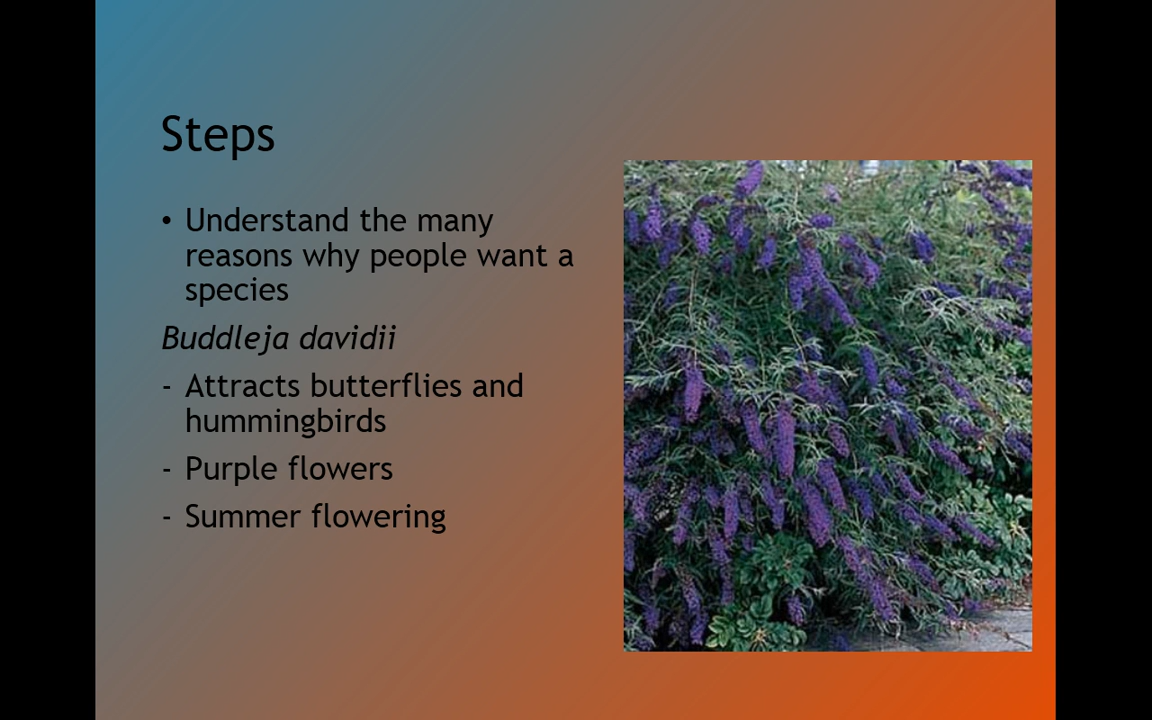 Steps
• Understand the many
reasons why people want a
species
Buddleja davidii
- Attracts butterflies and
hummingbirds
- Purple flowers
- Summer flowering